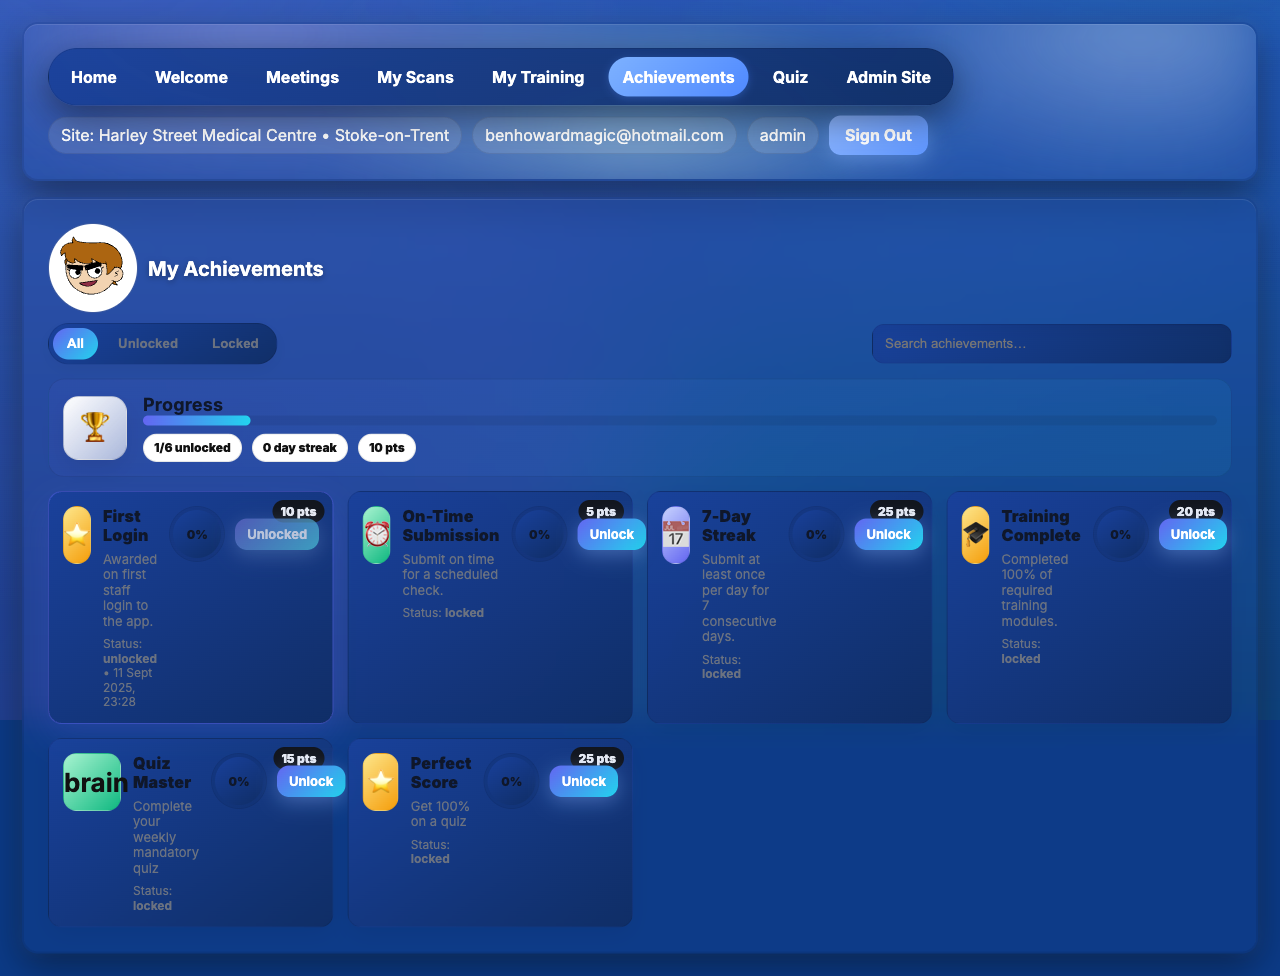 Home Welcome Meetings My Scans My Training Achievements Quiz Admin Site
Site: Harley Street Medical Centre • Stoke-on-Trent benhowardmagic@hotmail.com admin Sign Out
My Achievements
All Unlocked Locked Search achievements…
Progress
1/6 unlocked 0 day streak 10 pts
10 pts
First
Login
0%
Unlocked
Awarded
on first
staff
login to
the app.
Status:
unlocked
• 11 Sept
2025,
23:28
5 pts
On-Time
Submission
0%
Unlock
Submit on time
for a scheduled
check.
Status: locked
25 pts
17
7-Day
Streak
0%
Unlock
Submit at
least once
per day for
7
consecutive
days.
Status:
locked
20 pts
Training
Complete
0%
Unlock
Completed
100% of
required
training
modules.
Status:
locked
15 pts
brain
Quiz
Master
0%
Unlock
Complete
your
weekly
mandatory
quiz
Status:
locked
25 pts
Perfect
Score
0%
Unlock
Get 100%
on a quiz
Status:
locked